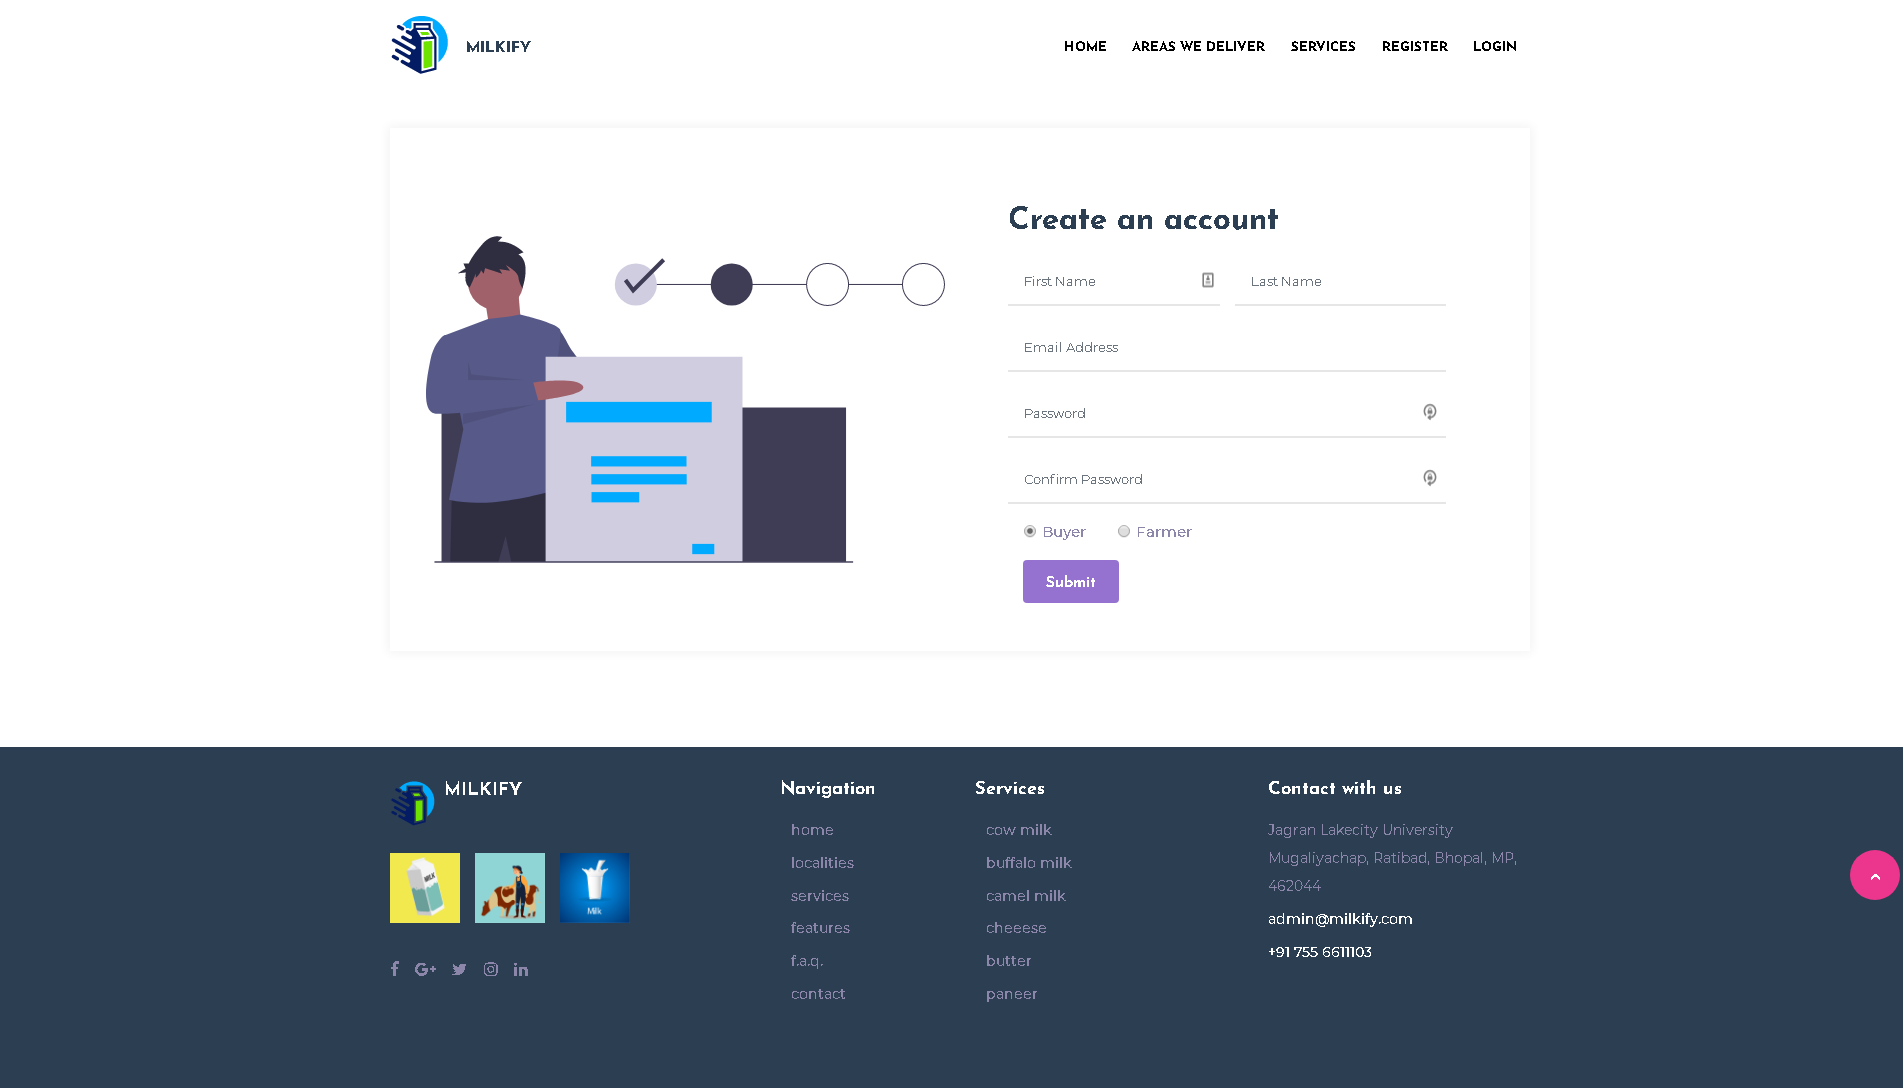 MILKIFY
HOME AREAS WE DELIVER SERVICES REGISTER LOGIN
Create an account
First Name Last Name
Email Address
Password
Confirm Password
Buyer Farmer
Submit
MILKIFY
MILK
Milk
Navigation
home
localities
services
features
f.a.q.
contact
Services
cow milk
buffalo milk
camel milk
cheeese
butter
paneer
Contact with us
Jagran Lakecity University
Mugaliyachap, Ratibad, Bhopal, MP,
462044
admin@milkify.com
+91 755 6611103